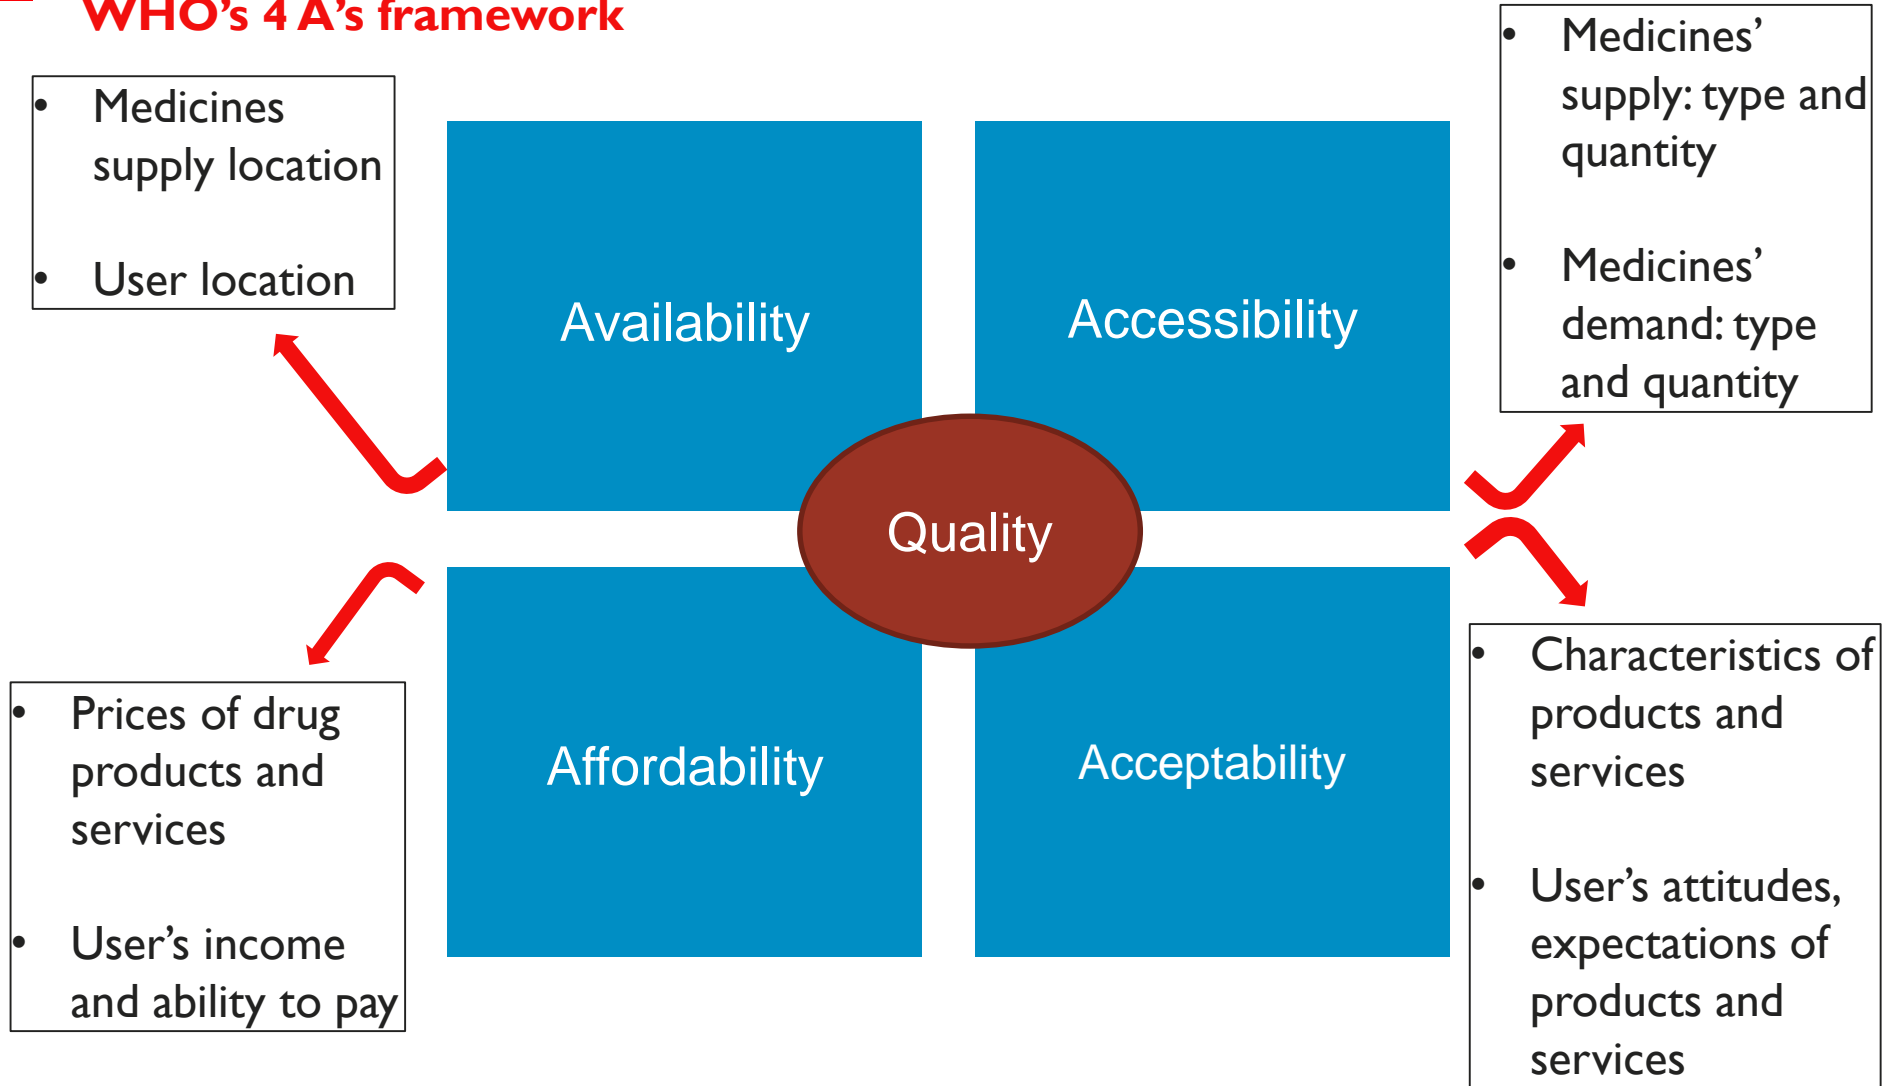 WHO's 4 A's framework
• Medicines
supply location
• User location
Availability
Accessibility
• Medicines’
supply: type and
quantity
• Medicines’
demand: type
and quantity
Quality
• Prices of drug
products and
services
• User’s income
and ability to pay
Affordability
Acceptability
• Characteristics of
products and
services
• User’s attitudes,
expectations of
products and
services